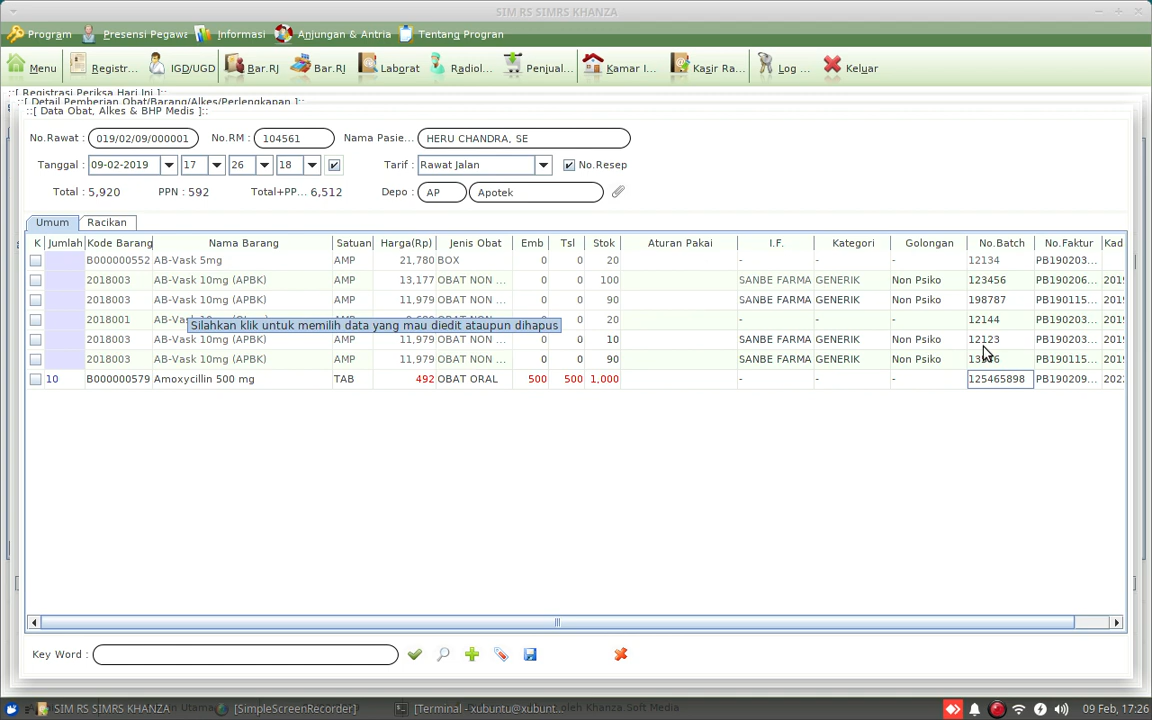 SIM RS SIMRS KHANZA
Program Presensi Pegawa Informasi Anjungan & Antria Tentang Program
Menu Registr... IGD/UGD Bar.RJ Bar.RJ Laborat Radiol... Penjual... Kamar I... Kasir Ra... Log ... Keluar
::[ Registrasi Periksa Hari Ini ]::
::[ Detail Pemberian Obat/Barang/Alkes/Perlengkapan ]::
::[ Data Obat, Alkes & BHP Medis ]::
No.Rawat : 019/02/09/000001 No.RM : 104561 Nama Pasie... HERU CHANDRA, SE
Tanggal : 09-02-2019 17 26 18 Tarif : Rawat Jalan No.Resep
Total : 5,920 PPN : 592 Total+PP... 6,512 Depo : AP Apotek
Umum Racikan
K Jumlah Kode Barang Nama Barang Satuan Harga(Rp) Jenis Obat Emb Tsl Stok Aturan Pakai I.F. Kategori Golongan No.Batch No.Faktur Kad
B000000552 AB-Vask 5mg AMP 21,780 BOX 0 0 20 - - - 12134 PB190203...
2018003 AB-Vask 10mg (APBK) AMP 13,177 OBAT NON ... 0 0 100 SANBE FARMA GENERIK Non Psiko 123456 PB190206... 2019
2018003 AB-Vask 10mg (APBK) AMP 11,979 OBAT NON ... 0 0 90 SANBE FARMA GENERIK Non Psiko 198787 PB190115... 2019
2018001 0 20 - - - 12144 PB190203...
Silahkan klik untuk memilih data yang mau diedit ataupun dihapus
2018003 AB-Vask 10mg (APBK) AMP 11,979 OBAT NON ... 0 0 10 SANBE FARMA GENERIK Non Psiko 12123 PB190203... 2019
2018003 AB-Vask 10mg (APBK) AMP 11,979 OBAT NON ... 0 0 90 SANBE FARMA GENERIK Non Psiko PB190115... 2019
10 B000000579 Amoxycillin 500 mg TAB 492 OBAT ORAL 500 500 1,000 - - - 125465898 PB190209... 202
Key Word :
SIM RS SIMRS KHANZA [SimpleScreenRecorder] [Terminal - xubuntu@xubunt... 09 Feb, 17:26